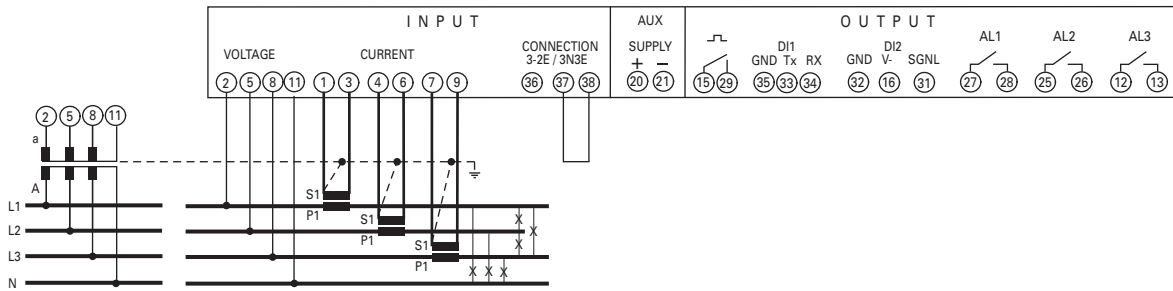 INPUT
AUX
OUTPUT
VOLTAGE
CURRENT
CONNECTION
3-2E / 3N3E
SUPPLY
+ −
DI1
GND Tx RX
DI2
GND V- SGNL
AL1
AL2
AL3
2 5 8 11 1 3 4 6 7 9 36 37 38 20 21 15 29 35 33 34 32 16 31 27 28 25 26 12 13
2 5 8 11
a
A
S1
P1
S1
P1
S1
P1
L1
L2
L3
N
X X
X
X X X X